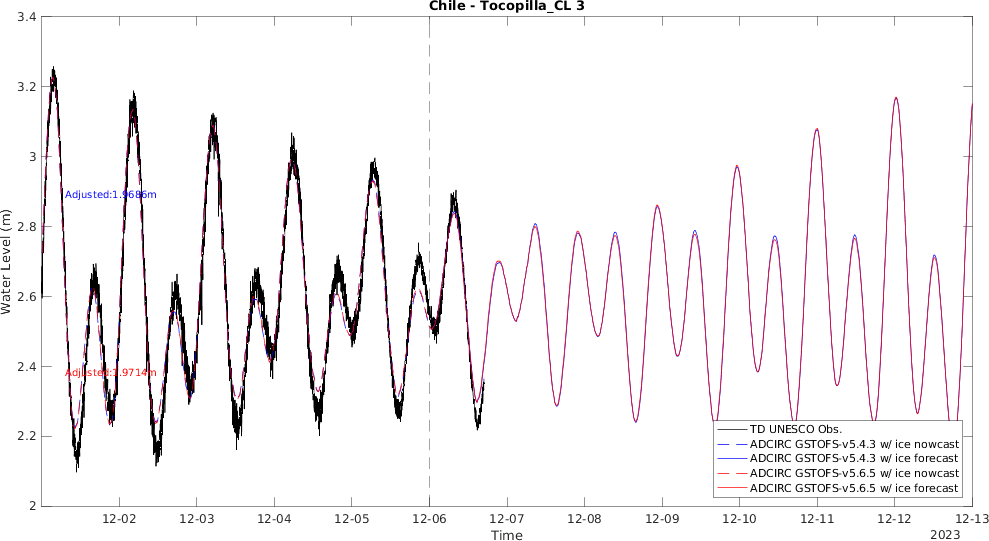 Chile - Tocopilla_CL 3
Water Level (m)
3.4
3.2
3
2.8
2.6
2.4
2.2
2
Adjusted:1.9686m
Adjusted:1.9714m
TD UNESCO Obs.
ADCIRC GSTOFS-v5.4.3 w/ ice nowcast
ADCIRC GSTOFS-v5.4.3 w/ ice forecast
ADCIRC GSTOFS-v5.6.5 w/ ice nowcast
ADCIRC GSTOFS-v5.6.5 w/ ice forecast
12-02 12-03 12-04 12-05 12-06 12-07 12-08 12-09 12-10 12-11 12-12 12-13
Time
2023